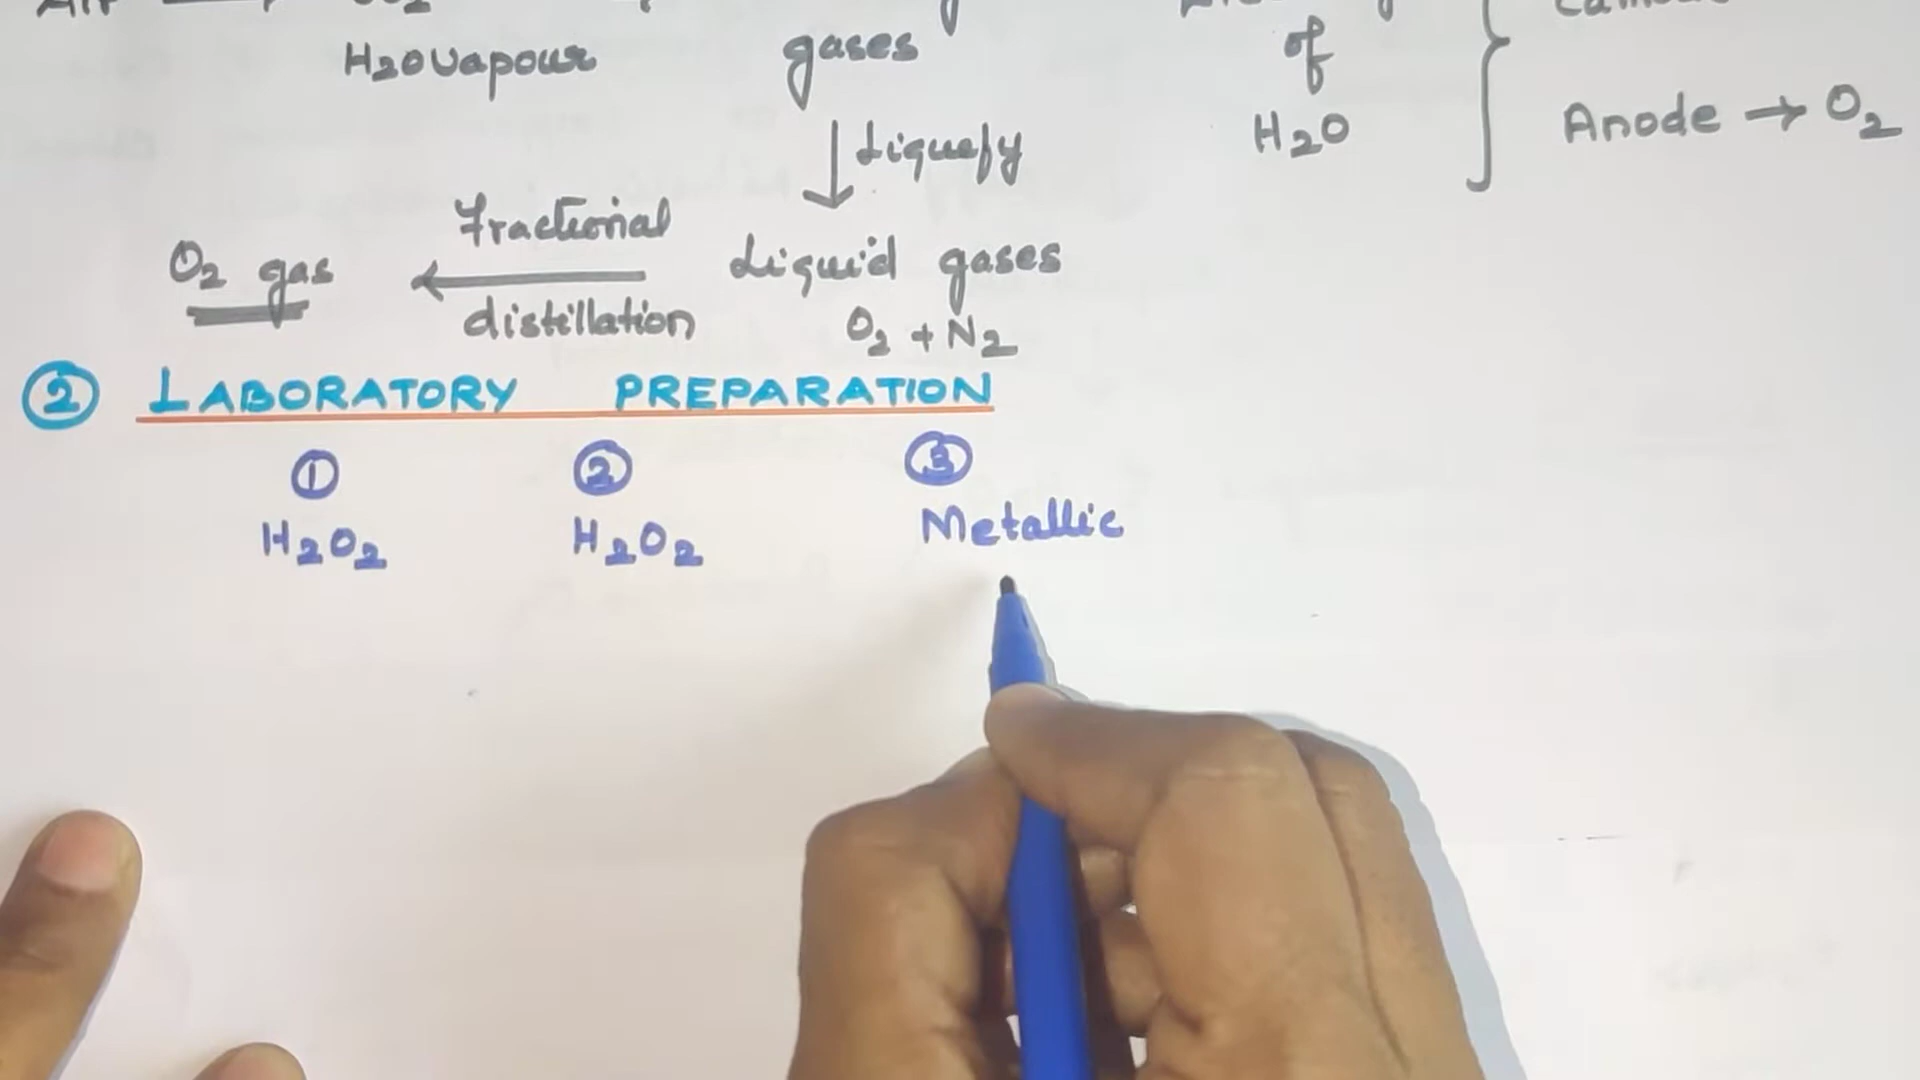 H2O vapour
gases
of
H2O
Anode → O2
↓ Liquefy
O2 gas
Fractional
distillation
Liquid gases
O2 + N2
② LABORATORY PREPARATION
① ② ③
H2O2 H2O2 Metallic